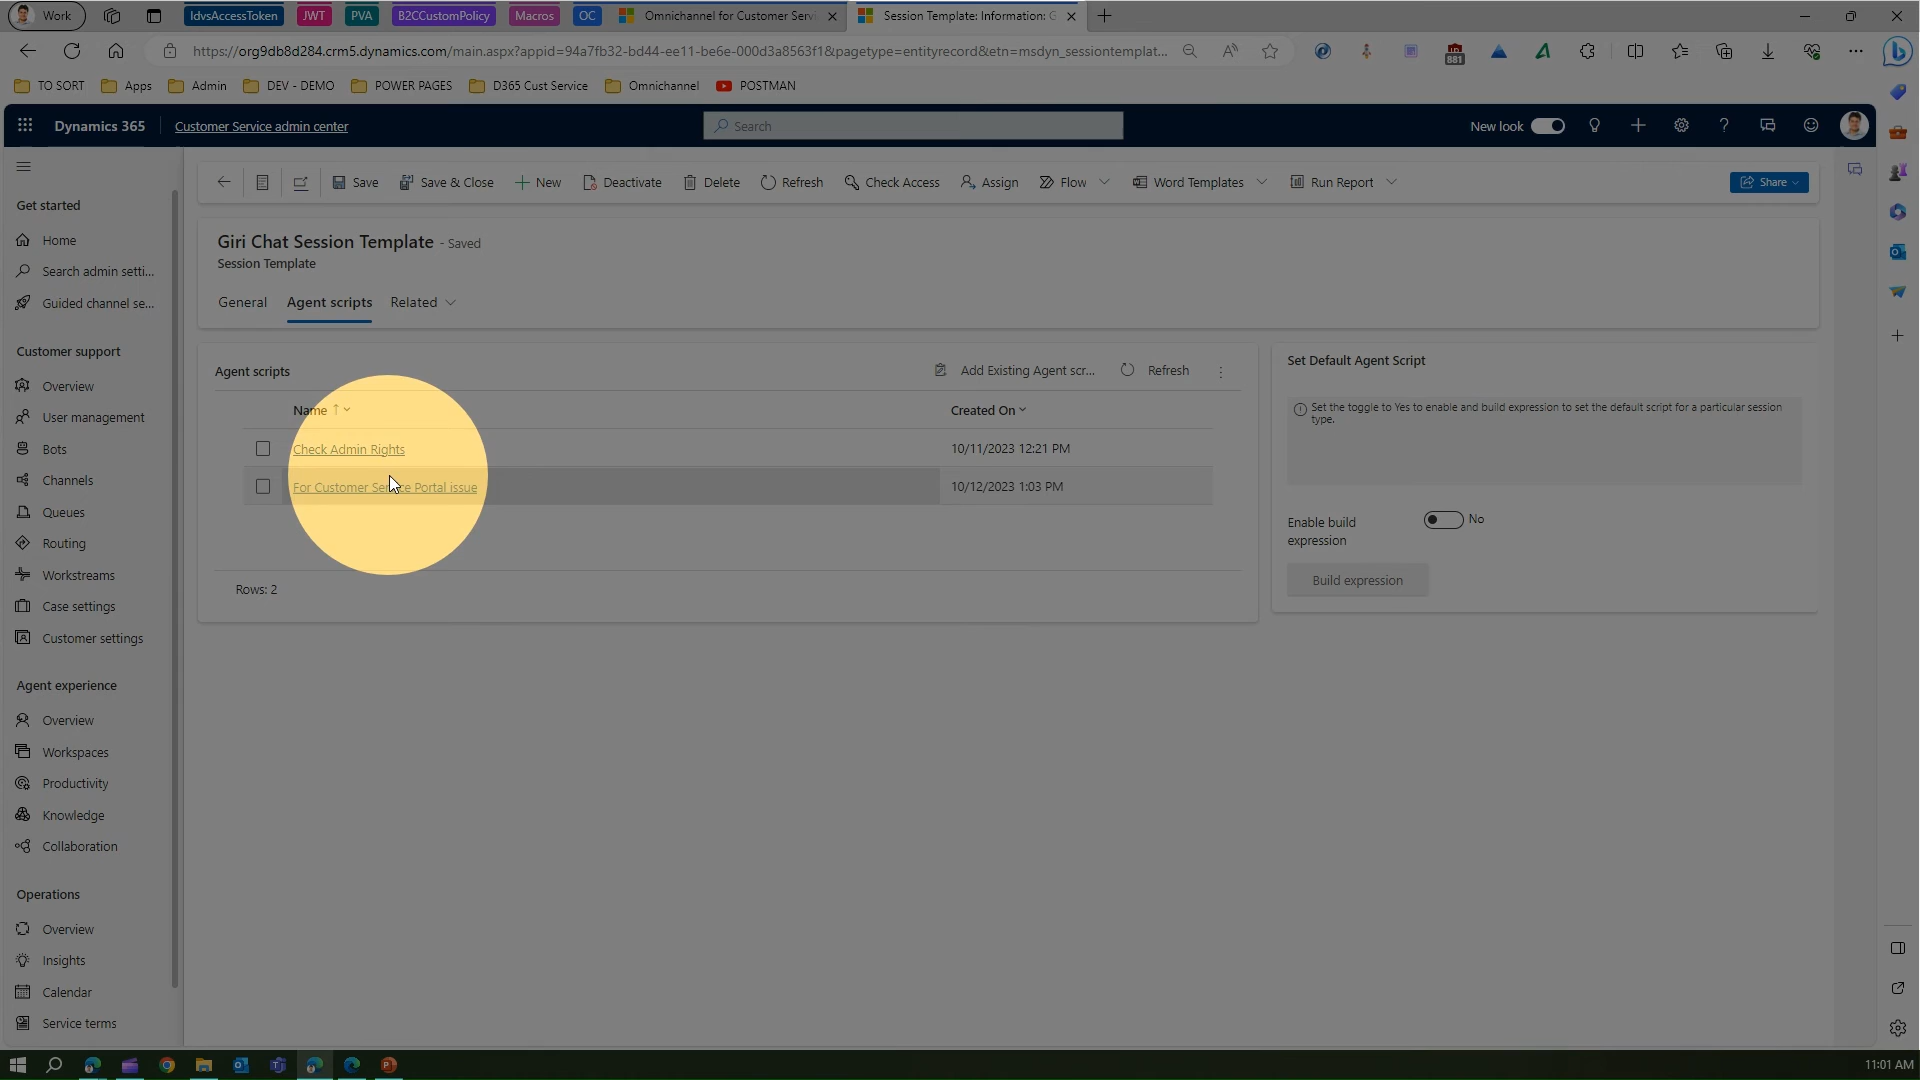 Work
IdvsAccessToken
JWT
PVA
B2CCustomPolicy
Macros
OC
Omnichannel for Customer Servi
Session Template: Information: G
https://org9db8d284.crm5.dynamics.com/main.aspx?appid=94a7fb32-bd44-ee11-be6e-000d3a8563f1&pagetype=entityrecord&etn=msdyn_sessiontemplat...
881
TO SORT
Apps
Admin
DEV - DEMO
POWER PAGES
D365 Cust Service
Omnichannel
POSTMAN
Dynamics 365
Customer Service admin center
Search
New look
Save
Save & Close
New
Deactivate
Delete
Refresh
Check Access
Assign
Flow
Word Templates
Run Report
Share
Get started
Home
Search admin setti...
Guided channel se...
Customer support
Overview
User management
Bots
Channels
Queues
Routing
Workstreams
Case settings
Customer settings
Agent experience
Overview
Workspaces
Productivity
Knowledge
Collaboration
Operations
Overview
Insights
Calendar
Service terms
Giri Chat Session Template - Saved
Session Template
General
Agent scripts
Related
Agent scripts
Add Existing Agent scr...
Refresh
Name
Created On
Check Admin Rights
10/11/2023 12:21 PM
For Customer Service Portal issue
10/12/2023 1:03 PM
Rows: 2
Set Default Agent Script
Set the toggle to Yes to enable and build expression to set the default script for a particular session
type.
Enable build
expression
No
Build expression
11:01 AM